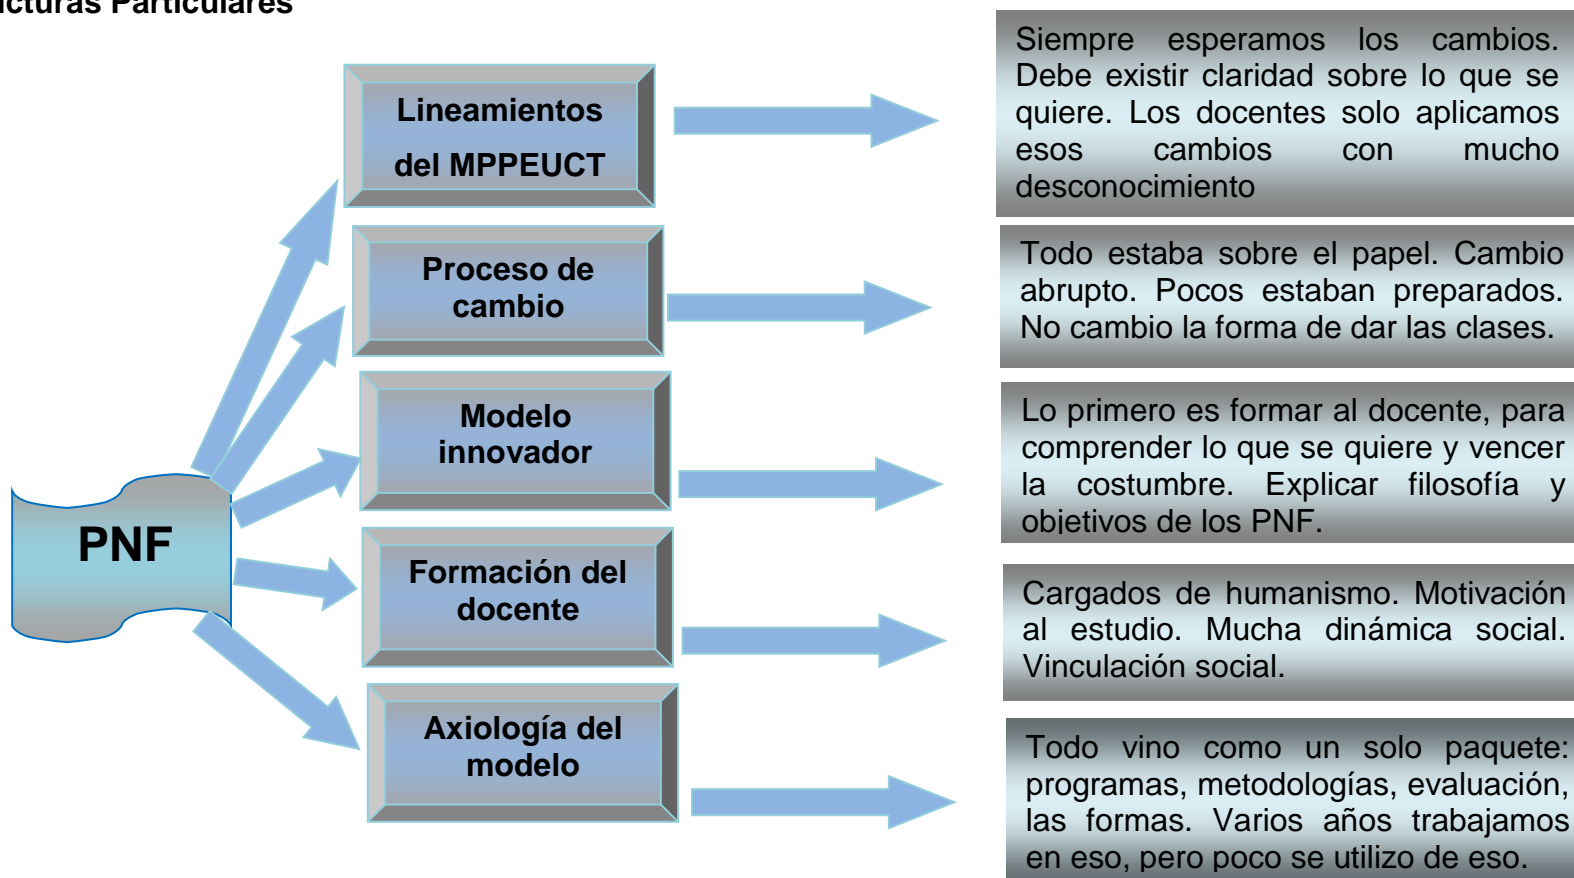 cturas Particulares
Lineamientos
del MPPEUCT
Siempre esperamos los cambios.
Debe existir claridad sobre lo que se
quiere. Los docentes solo aplicamos
esos cambios con mucho
desconocimiento
Proceso de
cambio
Todo estaba sobre el papel. Cambio
abrupto. Pocos estaban preparados.
No cambio la forma de dar las clases.
Modelo
innovador
Lo primero es formar al docente, para
comprender lo que se quiere y vencer
la costumbre. Explicar filosofía y
objetivos de los PNF.
PNF
Formación del
docente
Cargados de humanismo. Motivación
al estudio. Mucha dinámica social.
Vinculación social.
Axiología del
modelo
Todo vino como un solo paquete:
programas, metodologías, evaluación,
las formas. Varios años trabajamos
en eso, pero poco se utilizo de eso.